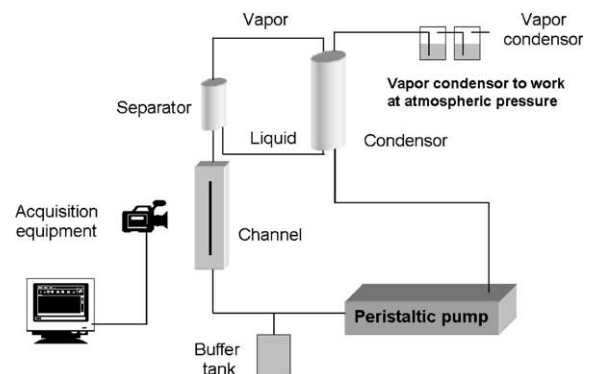 Vapor
Vapor
condensor
Vapor condensor to work
at atmospheric pressure
Separator
Liquid
Condensor
Acquisition
equipment
Channel
Peristaltic pump
Buffer
tank